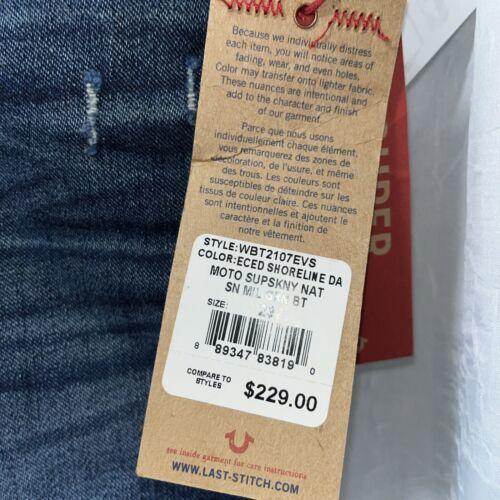 Because we individually distress
each item, you will notice areas of
fading, wear, and even holes.
Color may transfer onto lighter fabric.
These nuances are intentional and
add to the character and finish
of our garment.
Parce que nous usons
individuellement chaque élément,
vous remarquerez des zones de
décoloration, de l'usure, et même
des trous. Les couleurs sont
susceptibles de déteindre sur les
tissus de couleur claire. Ces nuances
sont intentionnelles et ajoutent le
caractère et la finition de
notre vêtement.
STYLE:WBT2107EVS
COLOR:ECED SHORELINE DA
MOTO SUPSKNY NAT
SN MIL BT
SIZE:
8 89347 83819 0
COMPARE TO
STYLES
$229.00
see inside garment for care instructions
WWW.LAST-STITCH.COM